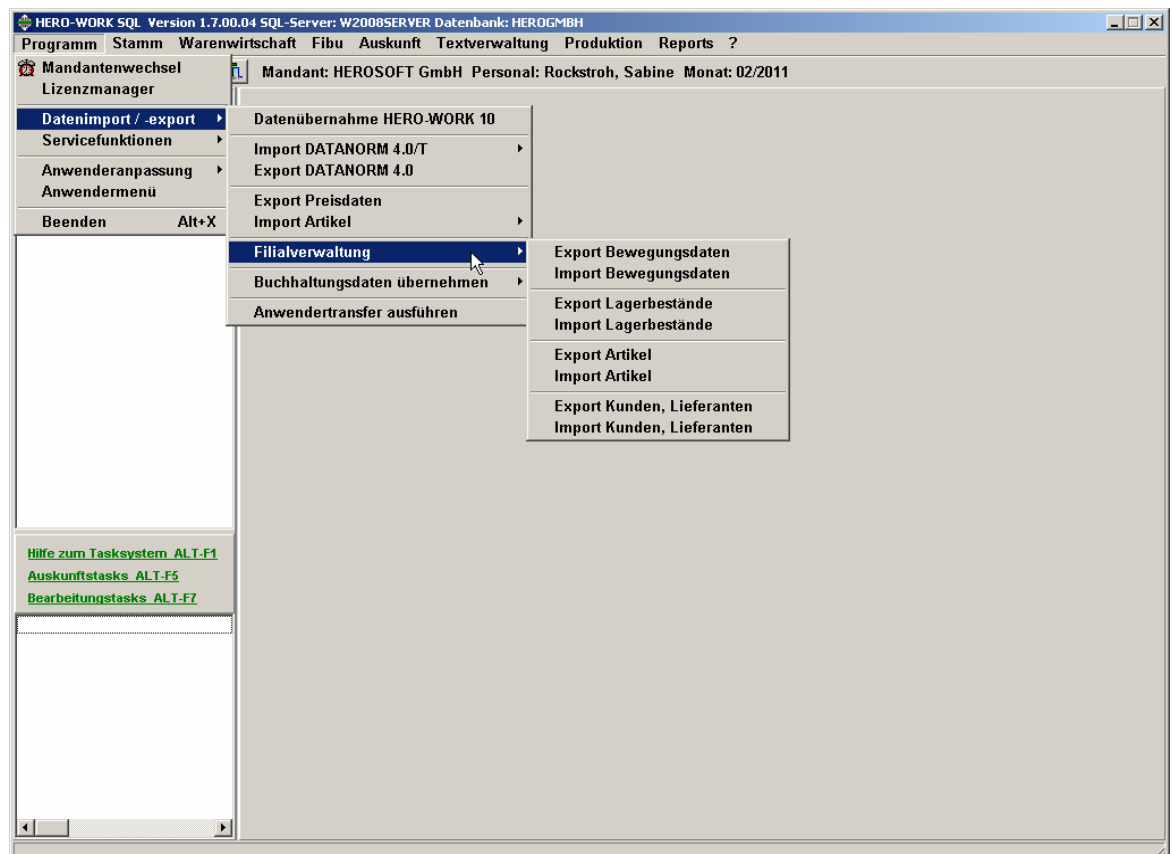 HERO-WORK SQL Version 1.7.00.04 SQL-Server: W2008SERVER Datenbank: HEROGMBH
Programm Stamm Warenwirtschaft Fibu Auskunft Textverwaltung Produktion Reports ?
Mandant: HEROSOFT GmbH Personal: Rockstroh, Sabine Monat: 02/2011
Mandantenwechsel
Lizenzmanager
Datenimport / -export
Servicefunktionen
Anwenderanpassung
Anwendermenü
Beenden Alt+X
Datenübernahme HERO-WORK 10
Import DATANORM 4.0/T
Export DATANORM 4.0
Export Preisdaten
Import Artikel
Filialverwaltung
Buchhaltungsdaten übernehmen
Anwendertransfer ausführen
Export Bewegungsdaten
Import Bewegungsdaten
Export Lagerbestände
Import Lagerbestände
Export Artikel
Import Artikel
Export Kunden, Lieferanten
Import Kunden, Lieferanten
Hilfe zum Tasksystem ALT-F1
Auskunftstasks ALT-F5
Bearbeitungstasks ALT-F7